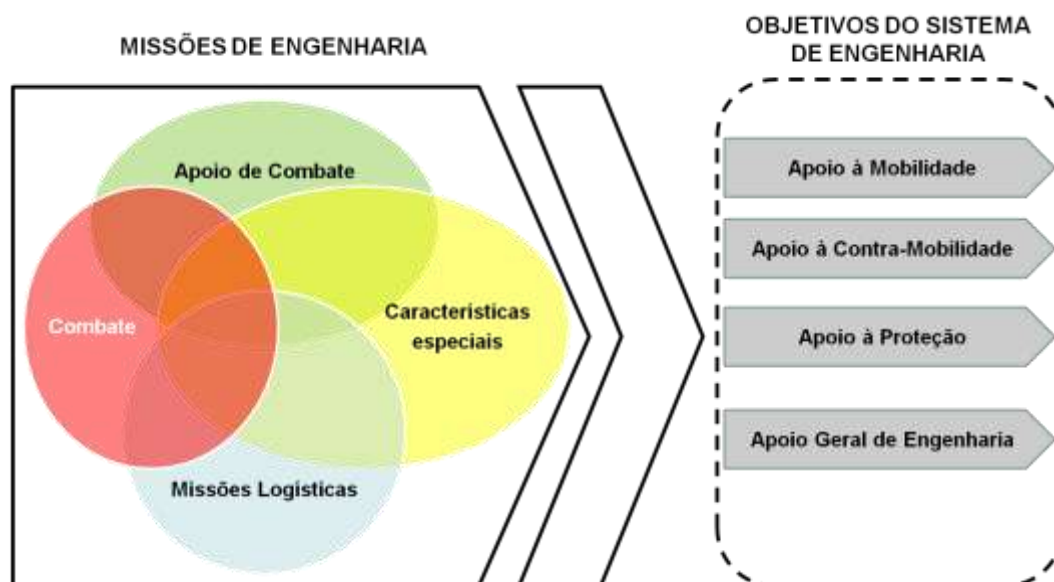 MISSÕES DE ENGENHARIA
OBJETIVOS DO SISTEMA
DE ENGENHARIA
Apoio de Combate
Combate
Características
especiais
Missões Logísticas
Apoio à Mobilidade
Apoio à Contra-Mobilidade
Apoio à Proteção
Apoio Geral de Engenharia